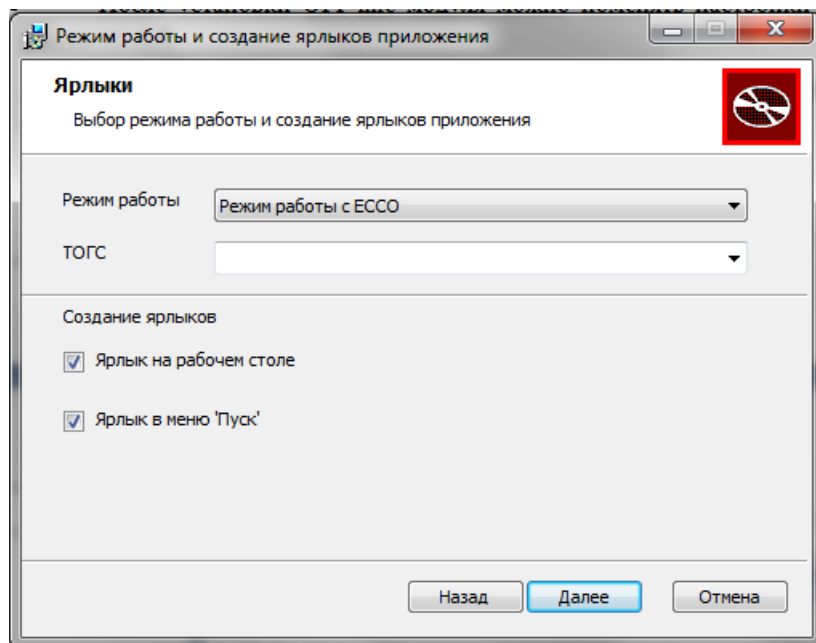 Режим работы и создание ярлыков приложения
Ярлыки
Выбор режима работы и создание ярлыков приложения
Режим работы
Режим работы с ЕССО
ТОГС
Создание ярлыков
Ярлык на рабочем столе
Ярлык в меню 'Пуск'
Назад
Далее
Отмена